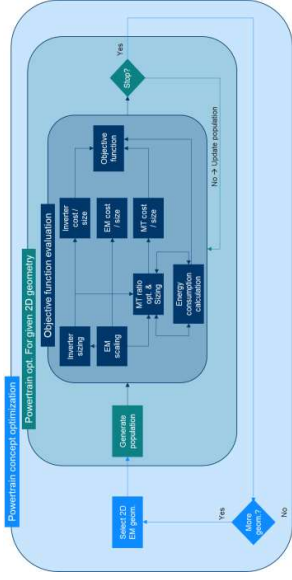 Powertrain concept optimization
Powertrain opt. For given 2D geometry
Objective function evaluation
Select 2D
EM geom.
Generate
population
Inverter sizing
EM
scaling
MT ratio
opt. &
Sizing
Energy
consumption
calculation
Inverter
cost /
size
EM cost
/ size
MT cost
/ size
Objective
function
Stop?
Yes
No → Update population
More
geom.?
Yes
No